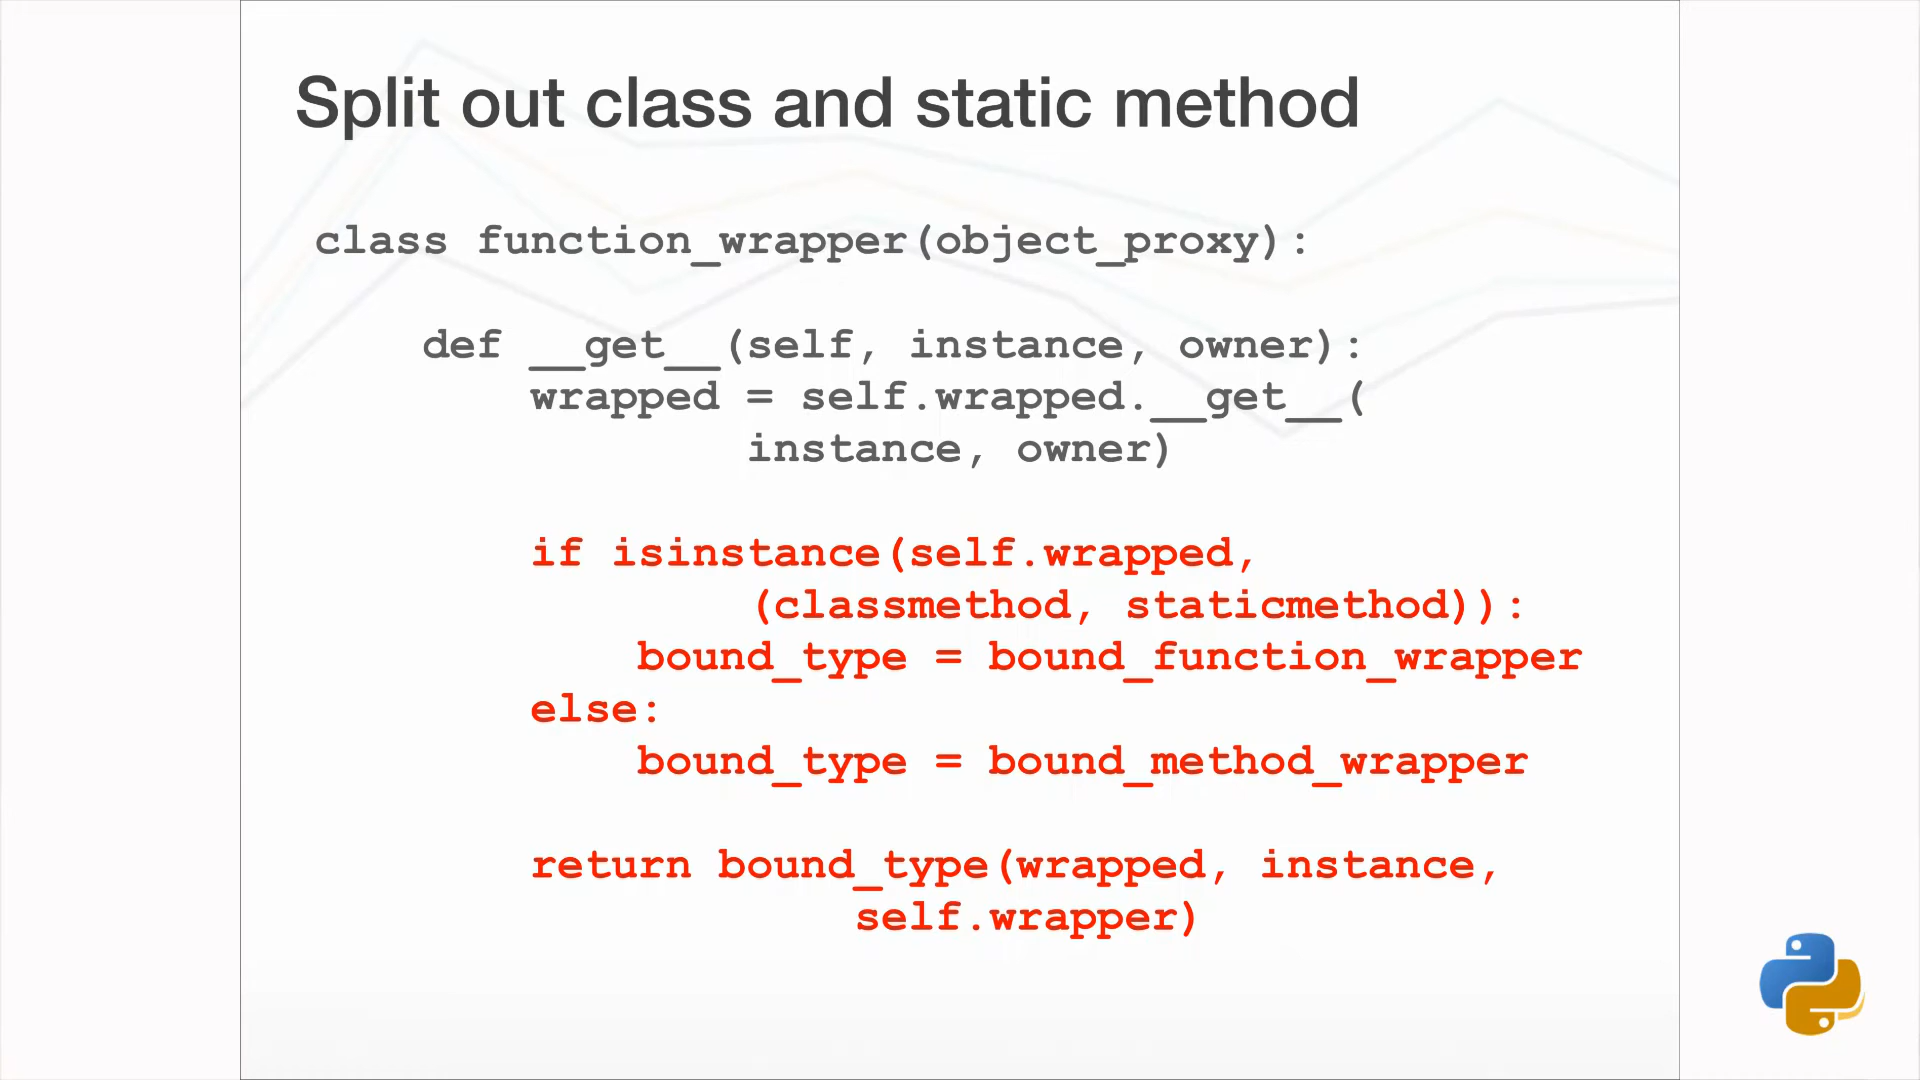 Split out class and static method
class function_wrapper(object_proxy):
    def __get__(self, instance, owner):
        wrapped = self.wrapped.__get__(
                instance, owner)
        if isinstance(self.wrapped,
                (classmethod, staticmethod)):
            bound_type = bound_function_wrapper
        else:
            bound_type = bound_method_wrapper
        return bound_type(wrapped, instance,
                    self.wrapper)